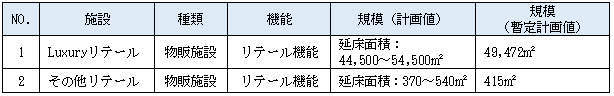 NO. 施設 種類 機能 規模（計画値） 規模
（暫定計画値）
1 Luxuryリテール 物販施設 リテール機能 延床面積：
44,500～54,500㎡ 49,472㎡
2 その他リテール 物販施設 リテール機能 延床面積：370～540㎡ 415㎡